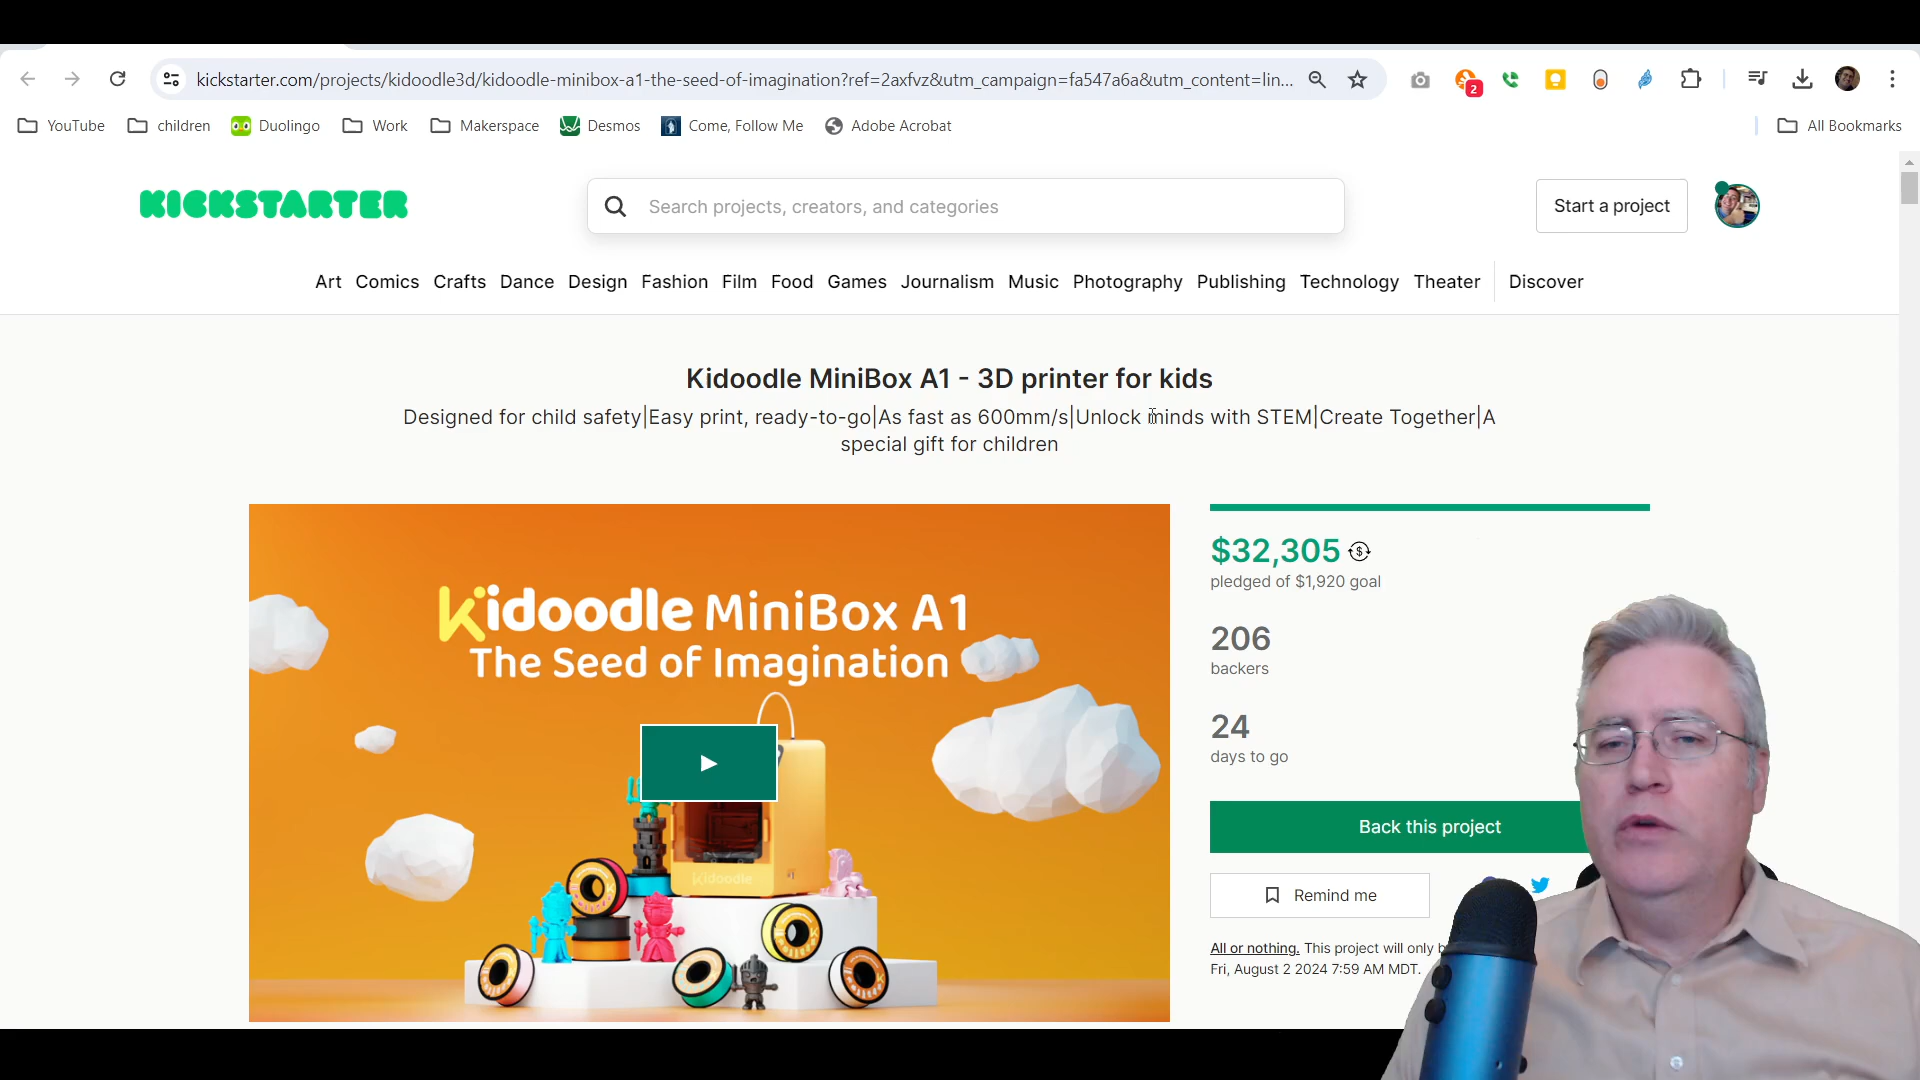 kickstarter.com/projects/kidoodle3d/kidoodle-minibox-a1-the-seed-of-imagination?ref=2axfvz&utm_campaign=fa547a6a&utm_content=lin...
2
YouTube children Duolingo Work Makerspace Desmos Come, Follow Me Adobe Acrobat All Bookmarks
KICKSTARTER
Search projects, creators, and categories
Start a project
Art Comics Crafts Dance Design Fashion Film Food Games Journalism Music Photography Publishing Technology Theater Discover
Kidoodle MiniBox A1 - 3D printer for kids
Designed for child safety|Easy print, ready-to-go|As fast as 600mm/s|Unlock minds with STEM|Create Together|A
special gift for children
Kidoodle MiniBox A1
The Seed of Imagination
Kidoodle
$32,305
pledged of $1,920 goal
206
backers
24
days to go
Back this project
Remind me
All or nothing. This project will only
Fri, August 2 2024 7:59 AM MDT.